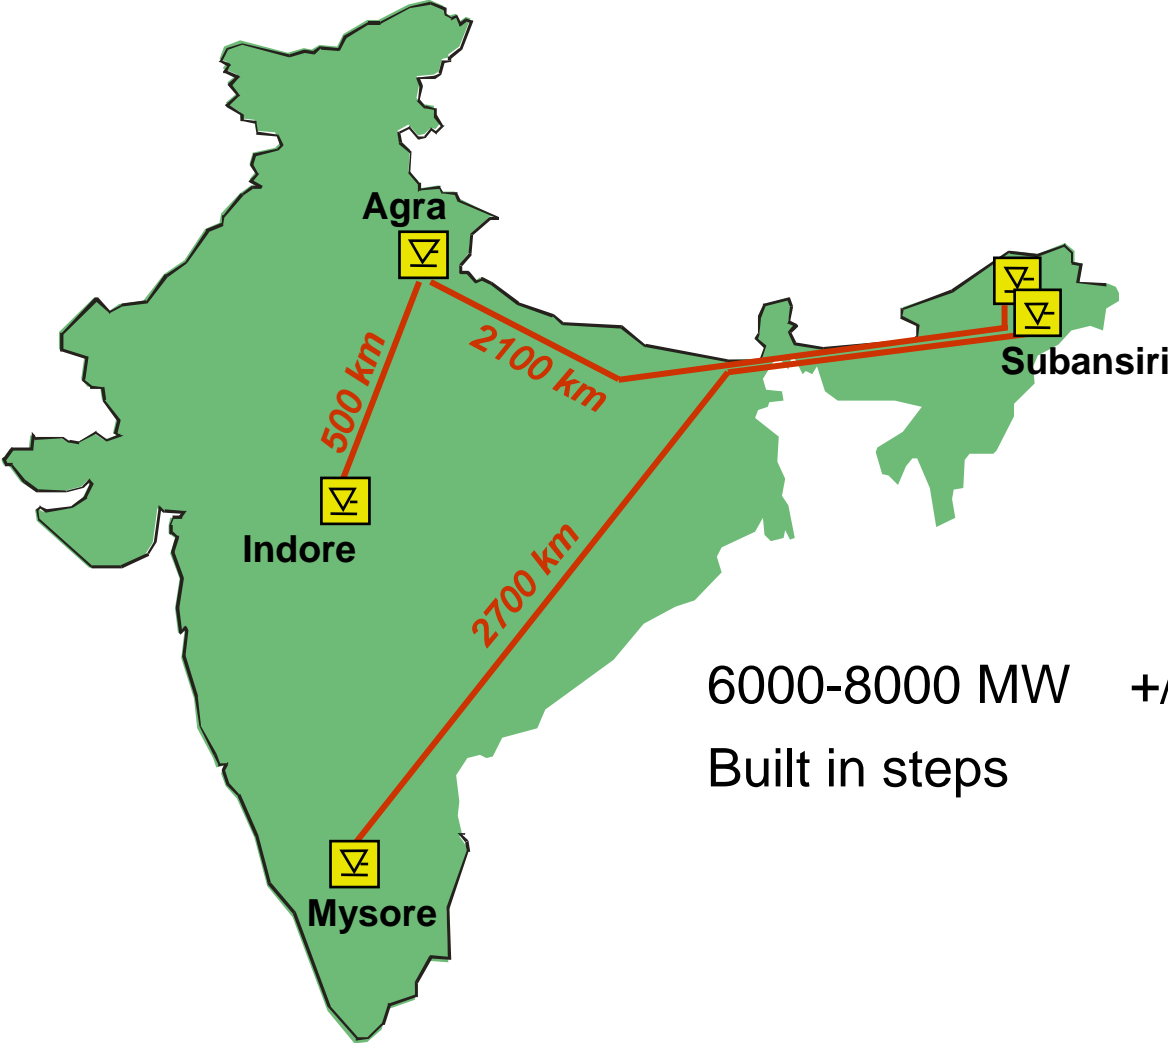 Agra
2100 km
Subansiri
500 km
Indore
2700 km
6000-8000 MW +/
Built in steps
Mysore